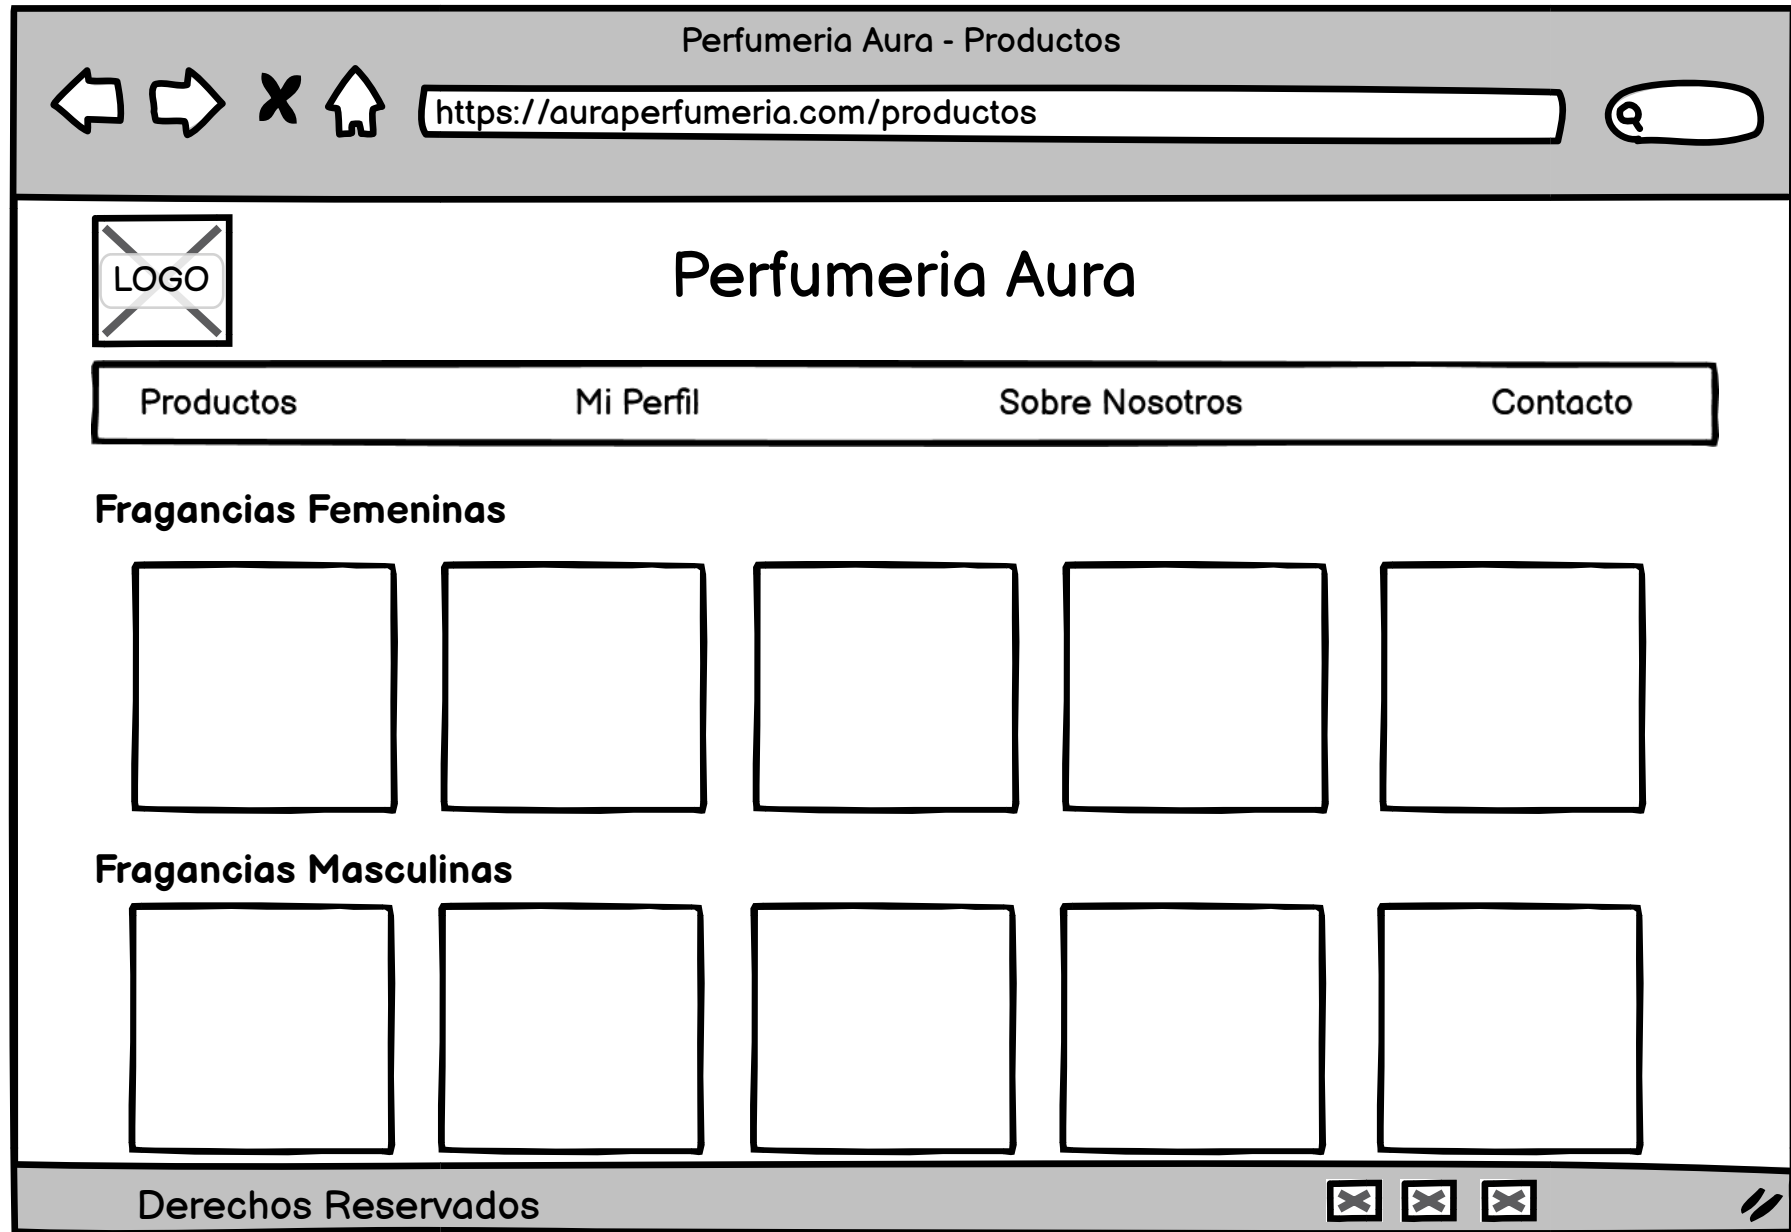 Perfumeria Aura - Productos
https://auraperfumeria.com/productos
LOGO
Perfumeria Aura
Productos
Mi Perfil
Sobre Nosotros
Contacto
Fragancias Femeninas
Fragancias Masculinas
Derechos Reservados